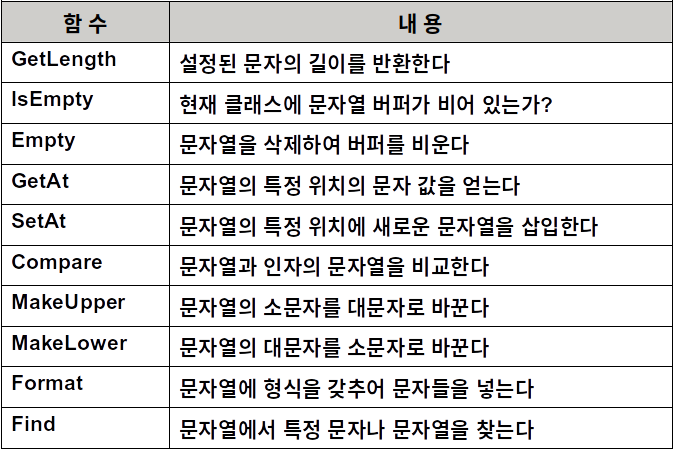 함 수 내 용
GetLength 설정된 문자의 길이를 반환한다
IsEmpty 현재 클래스에 문자열 버퍼가 비어 있는가?
Empty 문자열을 삭제하여 버퍼를 비운다
GetAt 문자열의 특정 위치의 문자 값을 얻는다
SetAt 문자열의 특정 위치에 새로운 문자열을 삽입한다
Compare 문자열과 인자의 문자열을 비교한다
MakeUpper 문자열의 소문자를 대문자로 바꾼다
MakeLower 문자열의 대문자를 소문자로 바꾼다
Format 문자열에 형식을 갖추어 문자들을 넣는다
Find 문자열에서 특정 문자나 문자열을 찾는다